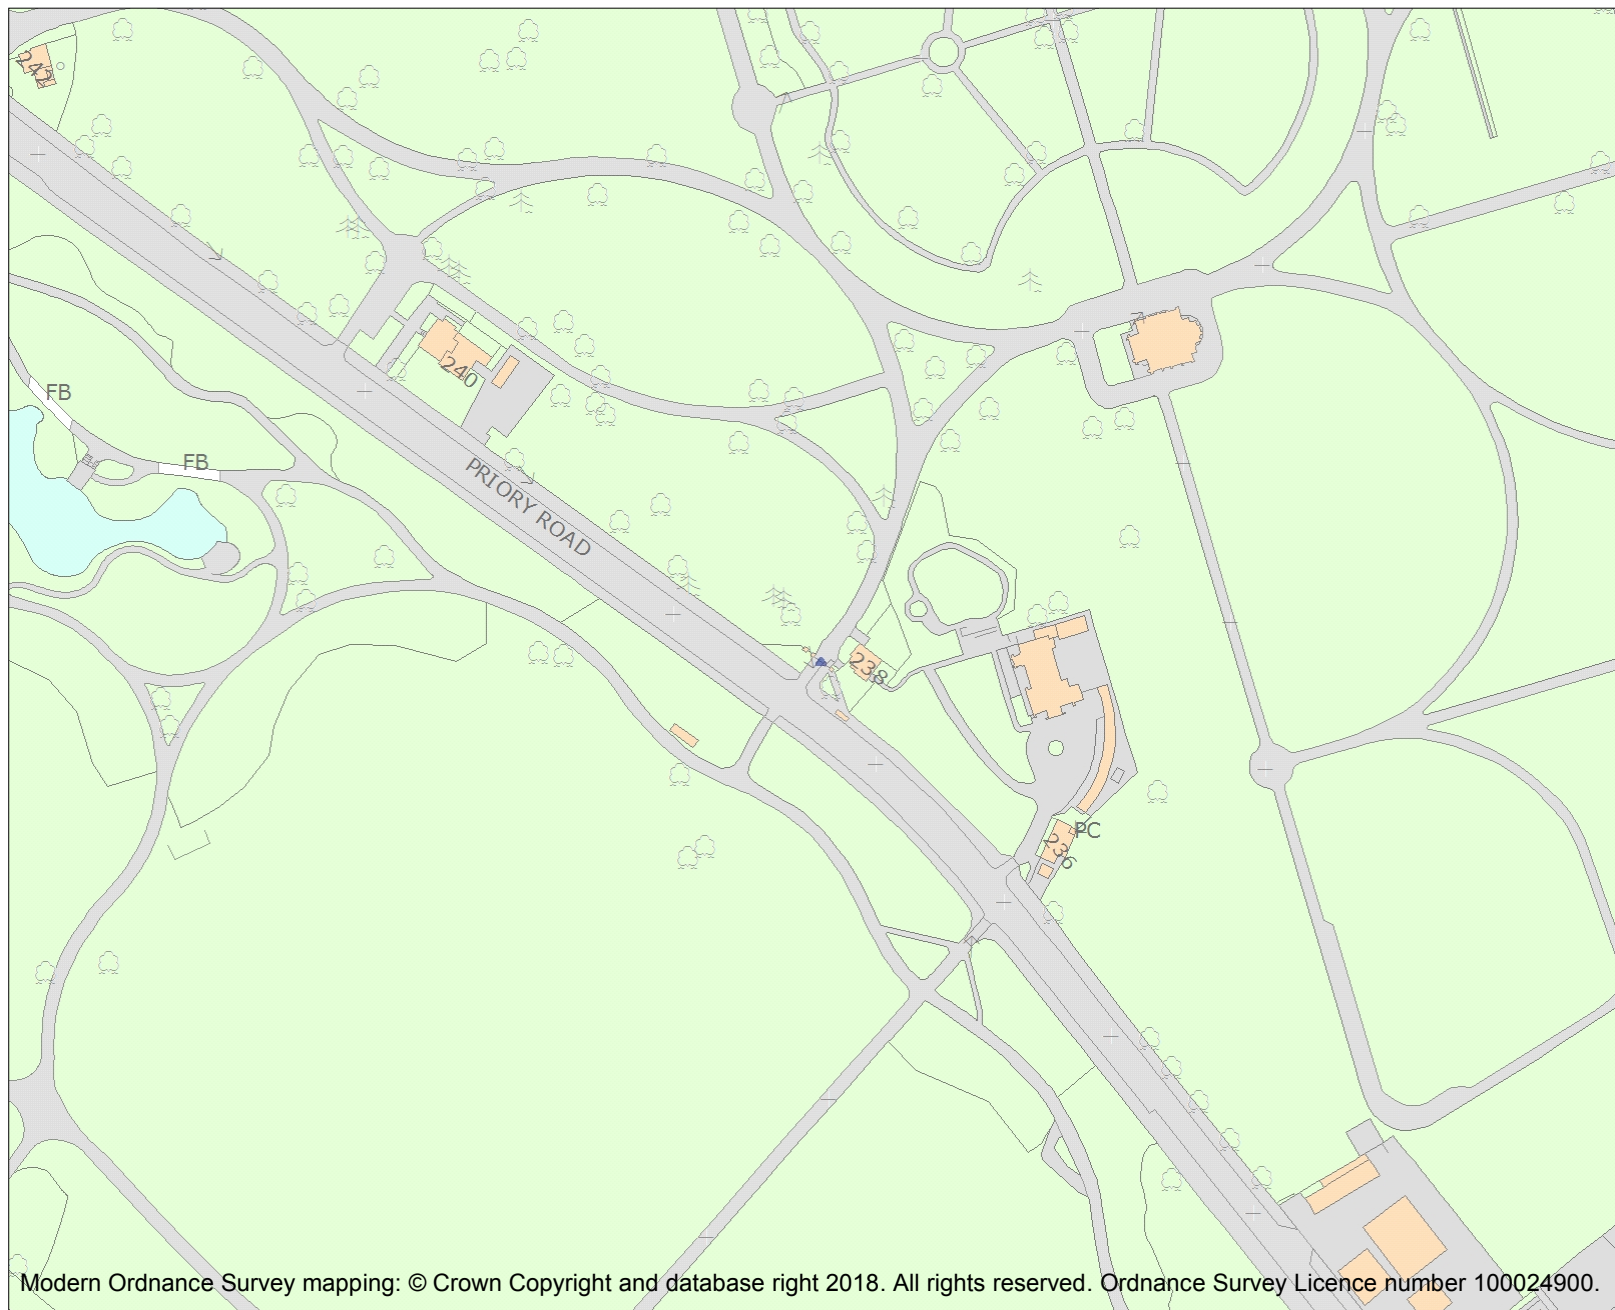 242
FB
240
FB
PRIORY ROAD
238
PC
236
Modern Ordnance Survey mapping: © Crown Copyright and database right 2018. All rights reserved. Ordnance Survey Licence number 100024900.